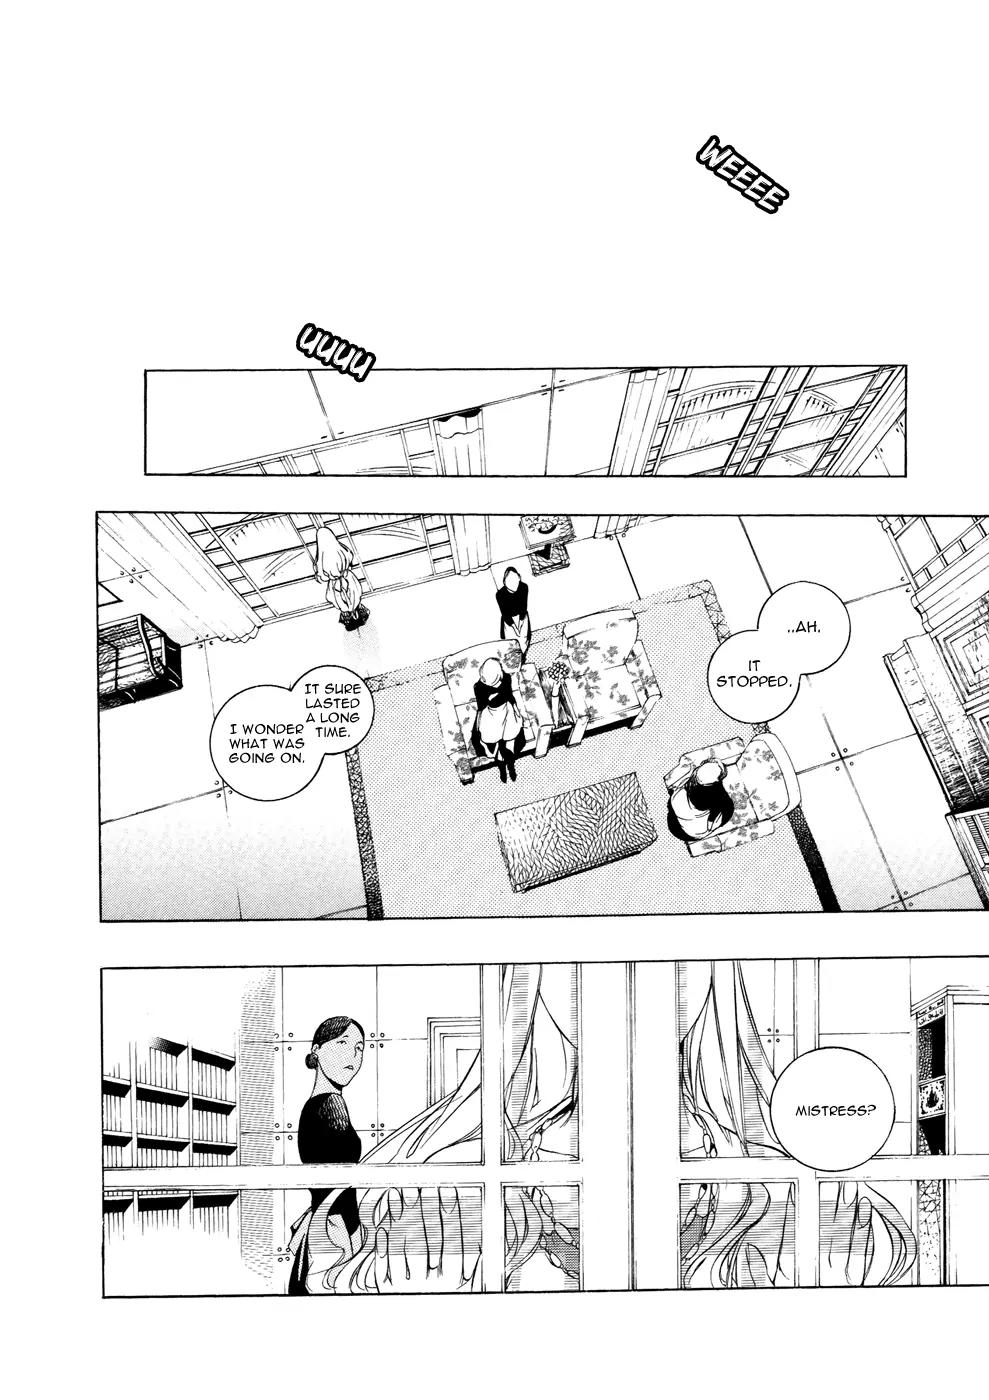 WEEEE
UUUU
..AH.
IT
STOPPED.
IT SURE
LASTED
A LONG
TIME.
I WONDER
WHAT WAS
GOING ON.
MISTRESS?